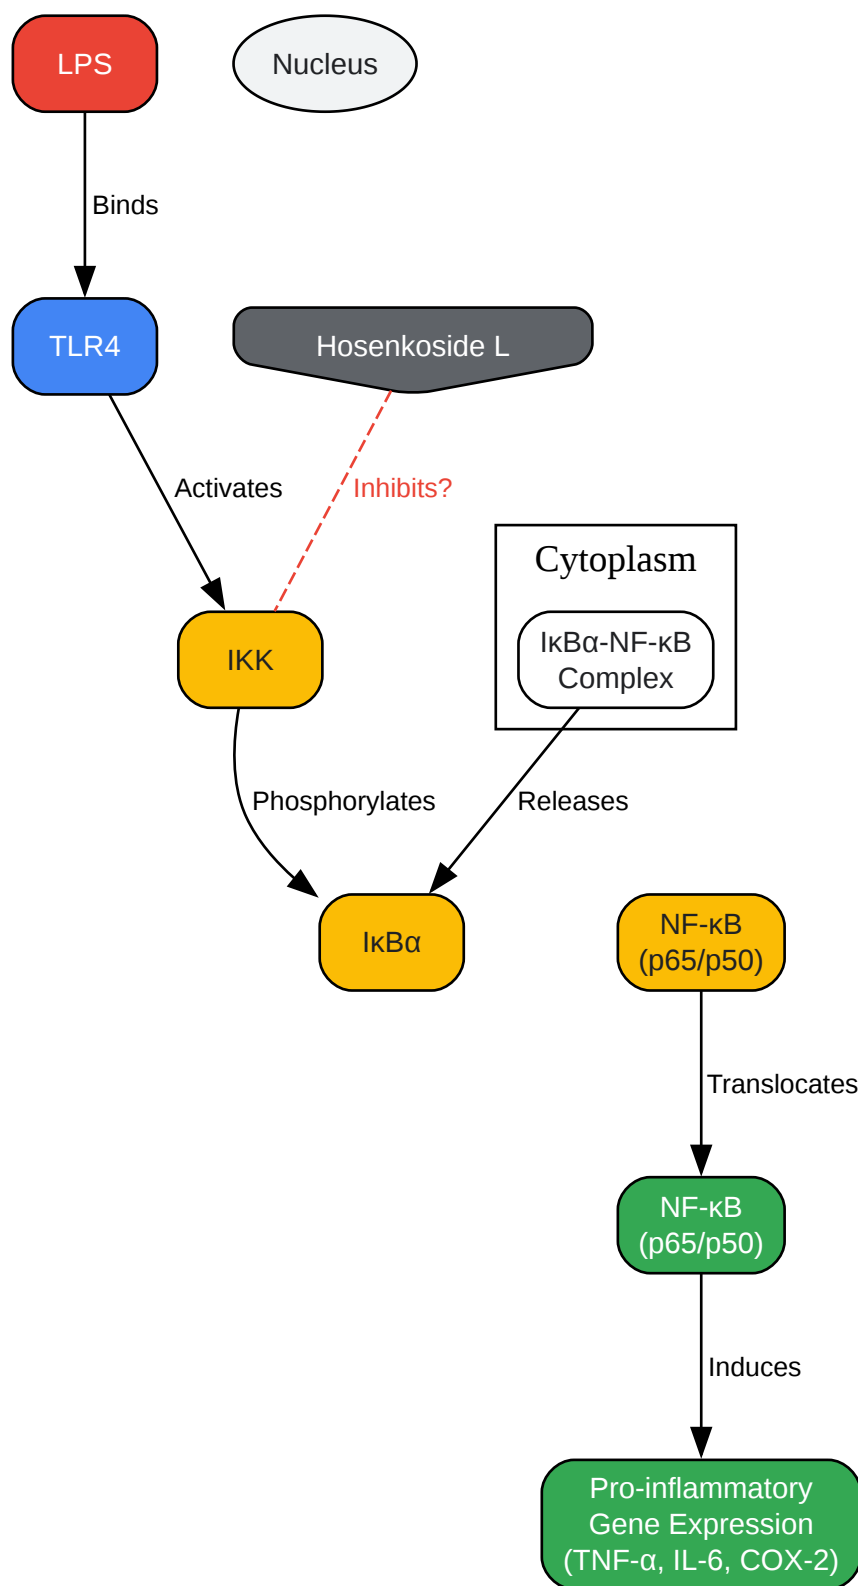 LPS
Nucleus
Binds
TLR4
Hosenkoside L
Activates
Inhibits?
Cytoplasm
IκBα-NF-κB
Complex
IKK
Phosphorylates
Releases
IκBα
NF-κB
(p65/p50)
Translocates
NF-κB
(p65/p50)
Induces
Pro-inflammatory
Gene Expression
(TNF-α, IL-6, COX-2)